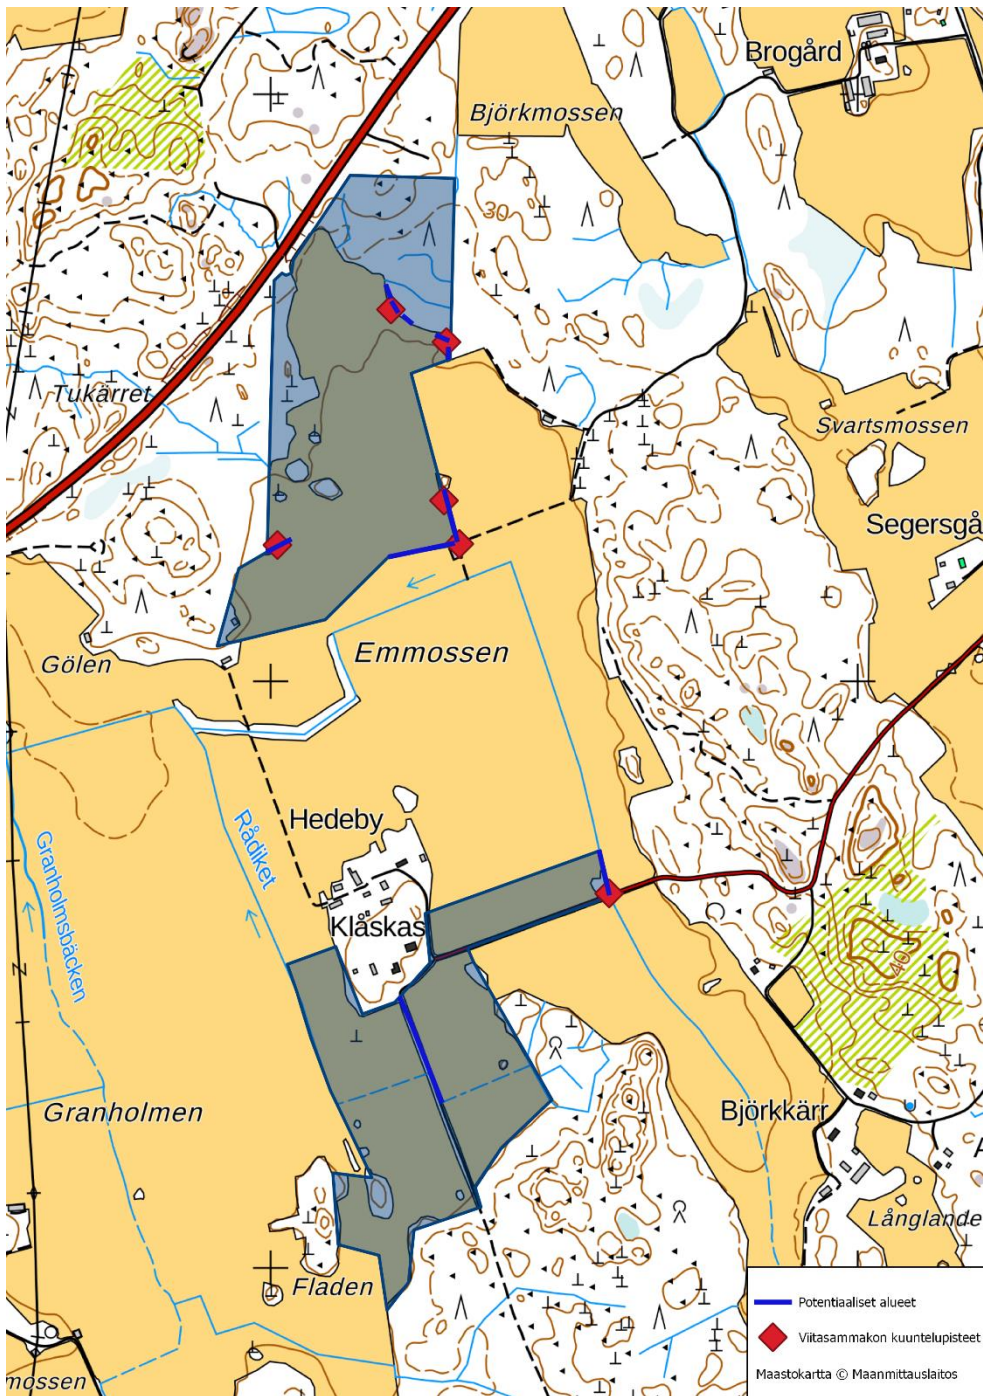 Brogård
Björkmossen
30
Tukärret
Svartsmossen
Segersgå
Emmossen
Gölen
Hedeby
Rådiket
Granholmsbäcken
Klåskas
40
Granholmen
Björkkärr
Långlande
Fladen
mossen
Potentiaaliset alueet
Viitasammakon kuuntelupisteet
Maastokartta © Maanmittauslaitos